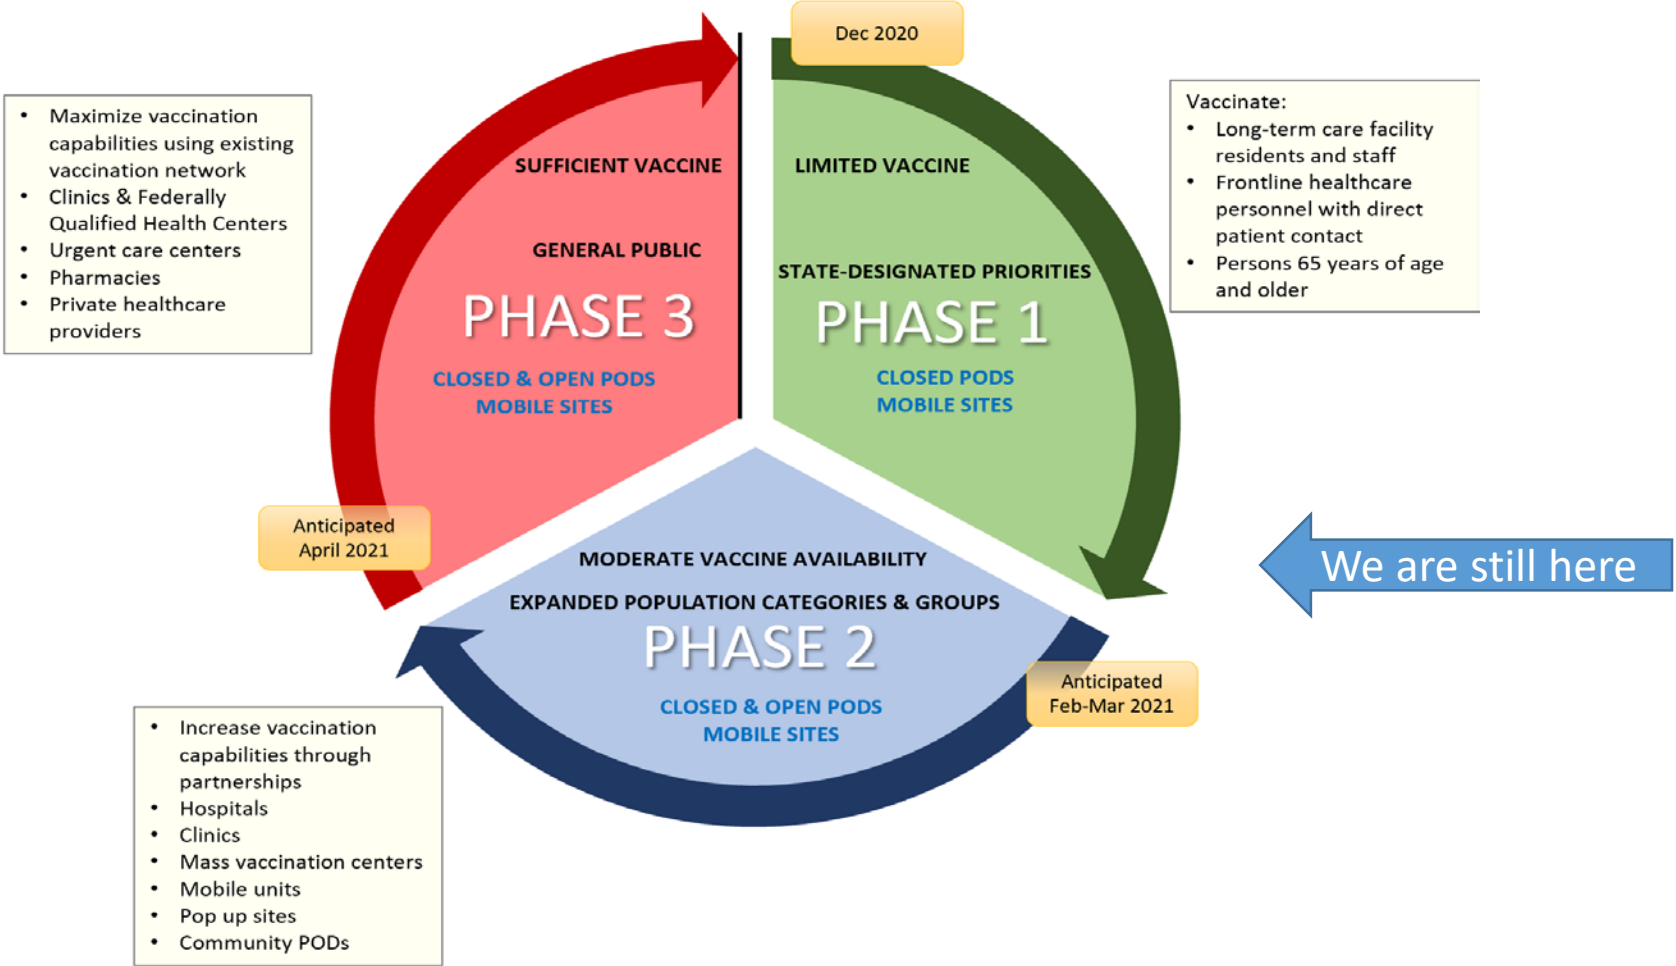 Dec 2020
Vaccinate:
• Long-term care facility
residents and staff
• Frontline healthcare
personnel with direct
patient contact
• Persons 65 years of age
and older
LIMITED VACCINE
STATE-DESIGNATED PRIORITIES
PHASE 1
CLOSED PODS
MOBILE SITES
We are still here
Anticipated
Feb-Mar 2021
MODERATE VACCINE AVAILABILITY
EXPANDED POPULATION CATEGORIES & GROUPS
PHASE 2
CLOSED & OPEN PODS
MOBILE SITES
• Increase vaccination
capabilities through
partnerships
• Hospitals
• Clinics
• Mass vaccination centers
• Mobile units
• Pop up sites
• Community PODs
Anticipated
April 2021
SUFFICIENT VACCINE
GENERAL PUBLIC
PHASE 3
CLOSED & OPEN PODS
MOBILE SITES
• Maximize vaccination
capabilities using existing
vaccination network
• Clinics & Federally
Qualified Health Centers
• Urgent care centers
• Pharmacies
• Private healthcare
providers